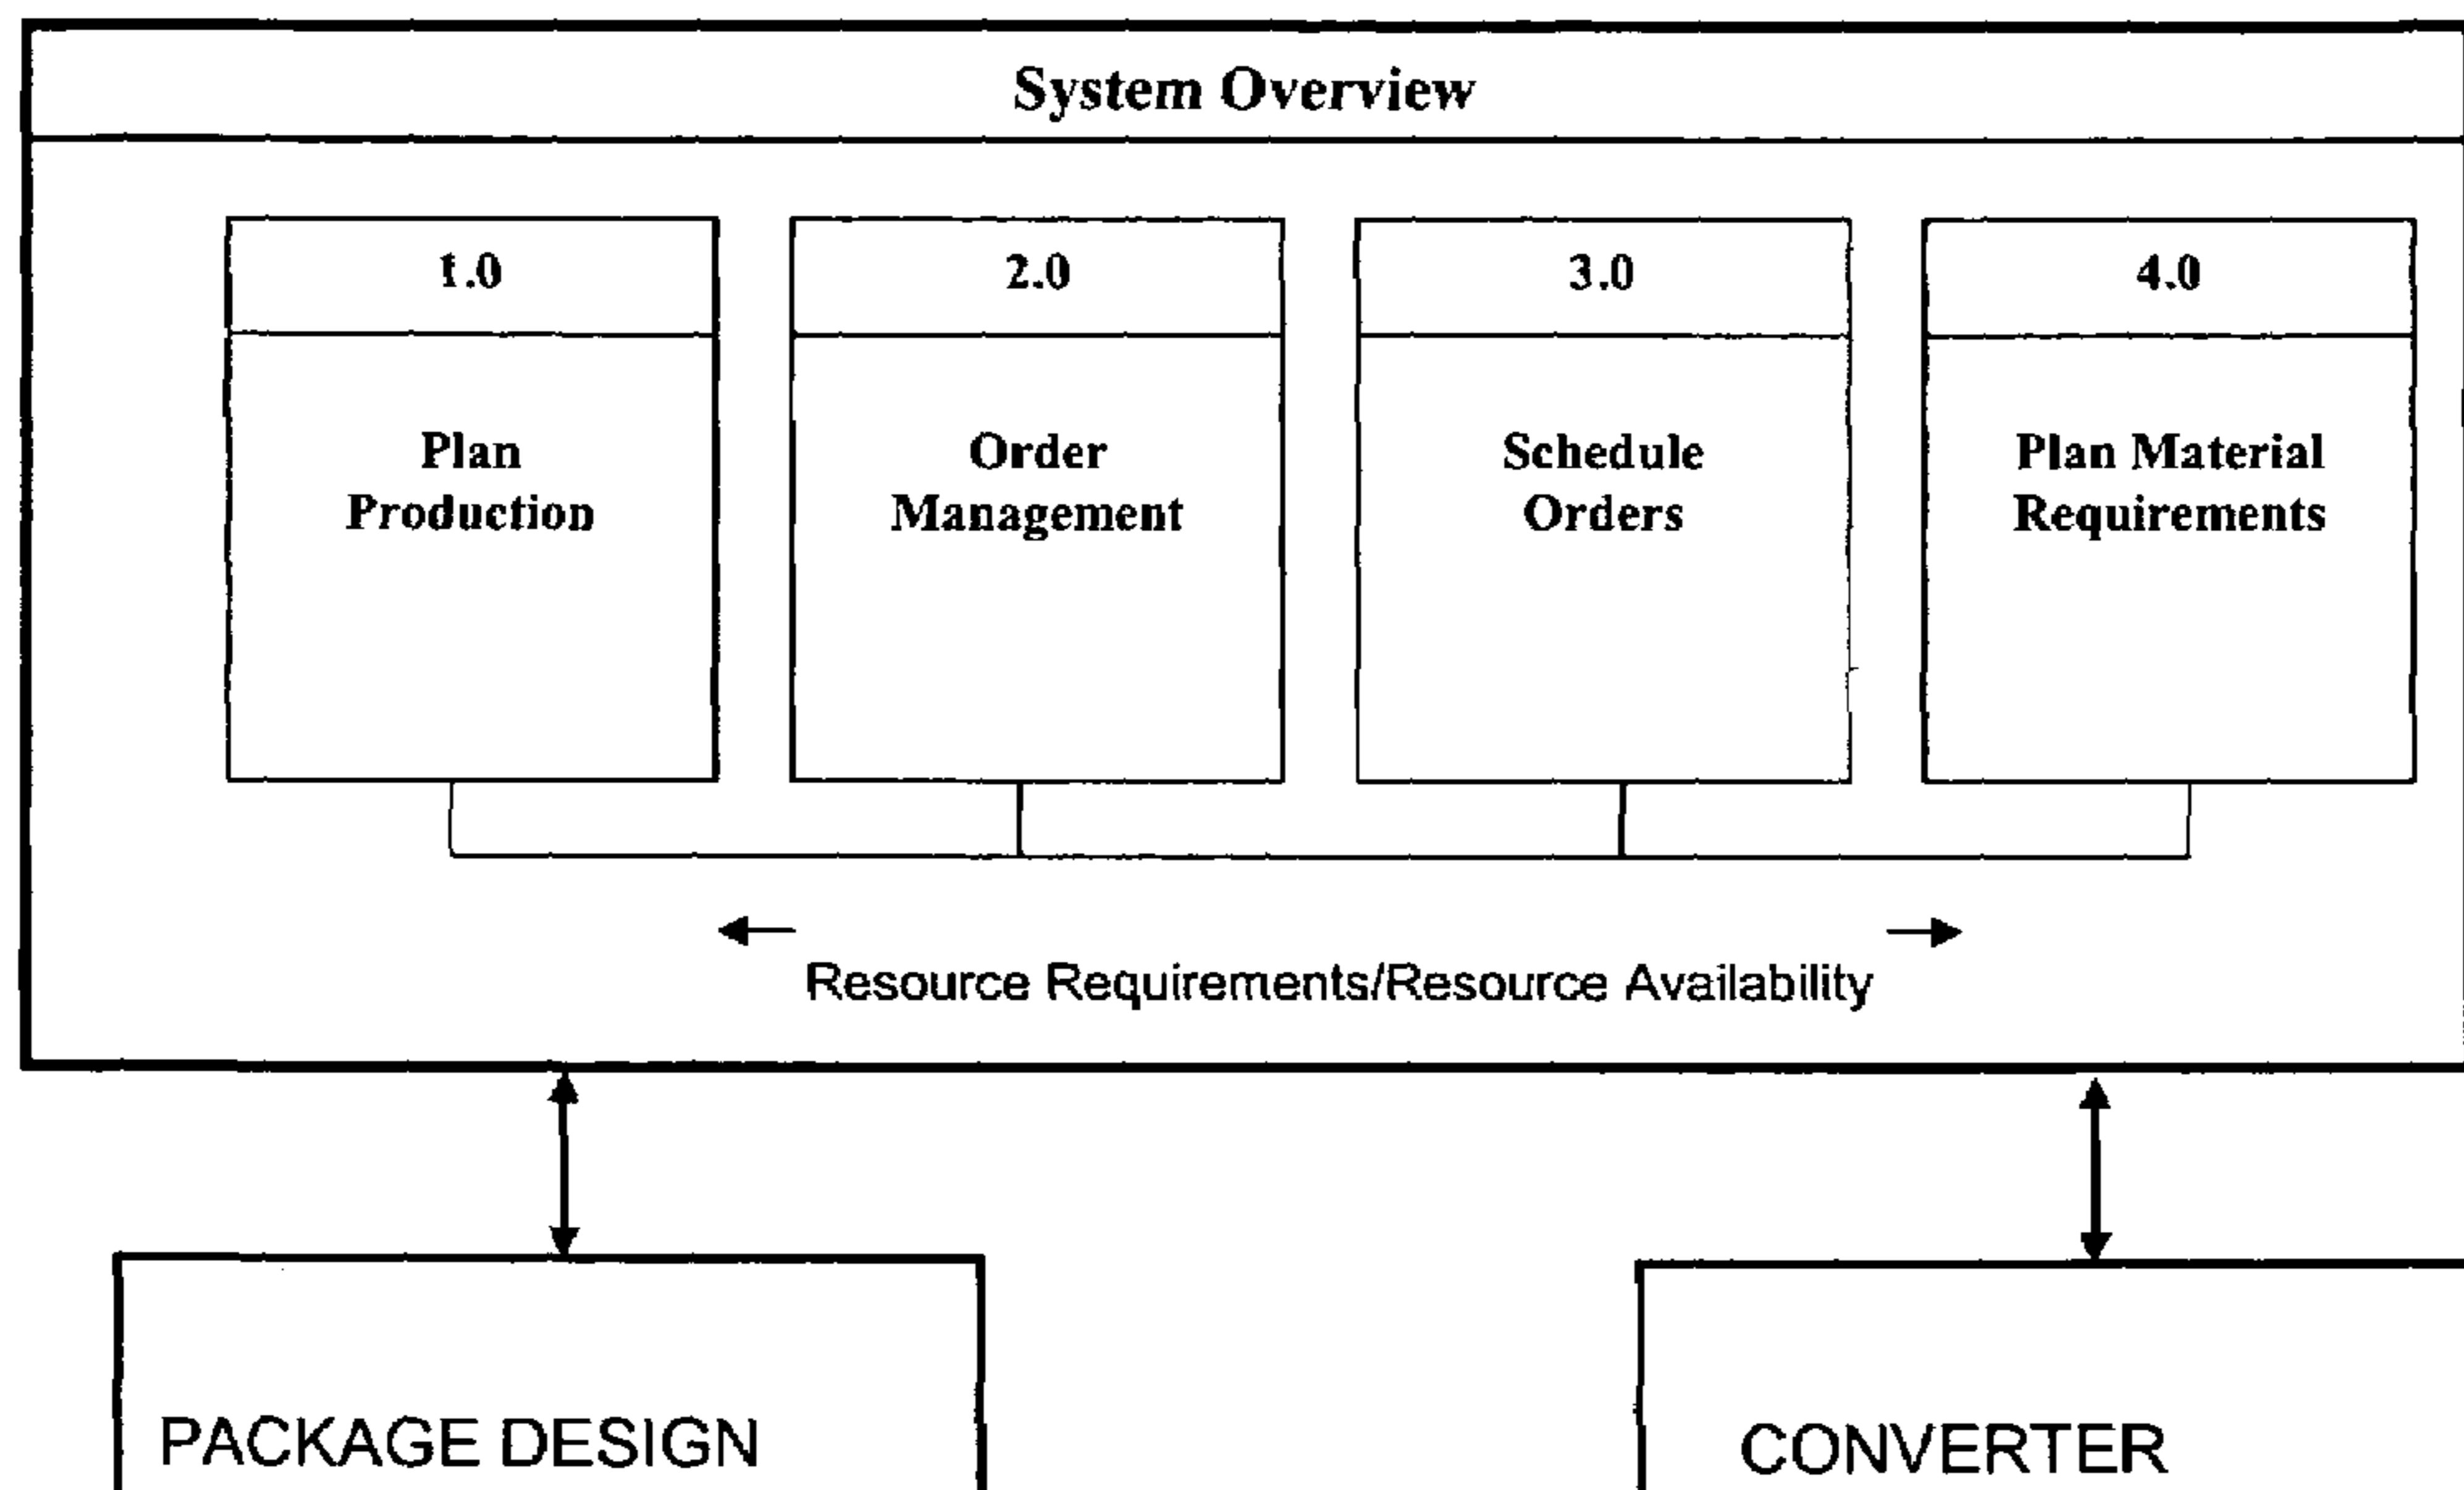 System Overview
1.0
2.0
3.0
4.0
Plan
Production
Order
Management
Schedule
Orders
Plan Material
Requirements
Resource Requirements/Resource Availability
PACKAGE DESIGN
CONVERTER